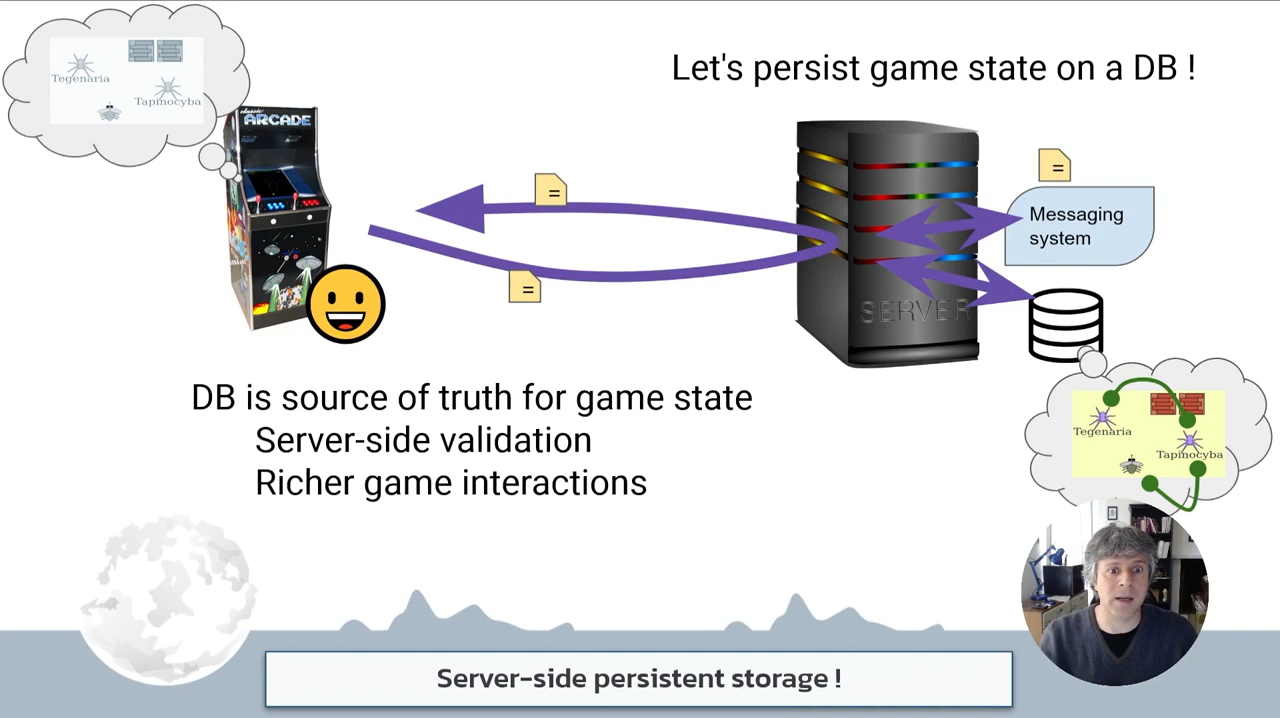 Let's persist game state on a DB !
Tegenaria
Tapinocyba
classic
ARCADE
=
=
=
Messaging
system
SERVER
DB is source of truth for game state
Server-side validation
Richer game interactions
Tegenaria
Tapinocyba
Server-side persistent storage !